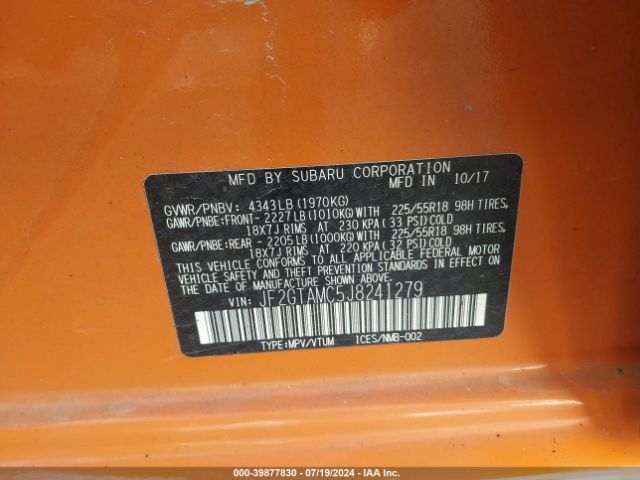 MFD BY SUBARU CORPORATION
MFD IN 10/17
GVWR/PNBV: 4343LB(1970KG)
GAWR/PNBE:FRONT- 2227LB(1010KG)WITH 225/55R18 98H TIRES,
18X7J RIMS AT 230 KPA(33 PSI)COLD
GAWR/PNBE:REAR - 2205LB(1000KG)WITH 225/55R18 98H TIRES,
18X7J RIMS AT 220 KPA(32 PSI)COLD
THIS VEHICLE CONFORMS TO ALL APPLICABLE FEDERAL MOTOR
VEHICLE SAFETY AND THEFT PREVENTION STANDARDS IN EFFECT ON
THE DATE OF MANUFACTURE SHOWN ABOVE.
VIN: JF2GTAMC5J8241279
TYPE:MPV/VTUM ICES/NMB-002
000-39877830 - 07/19/2024 - IAA Inc.